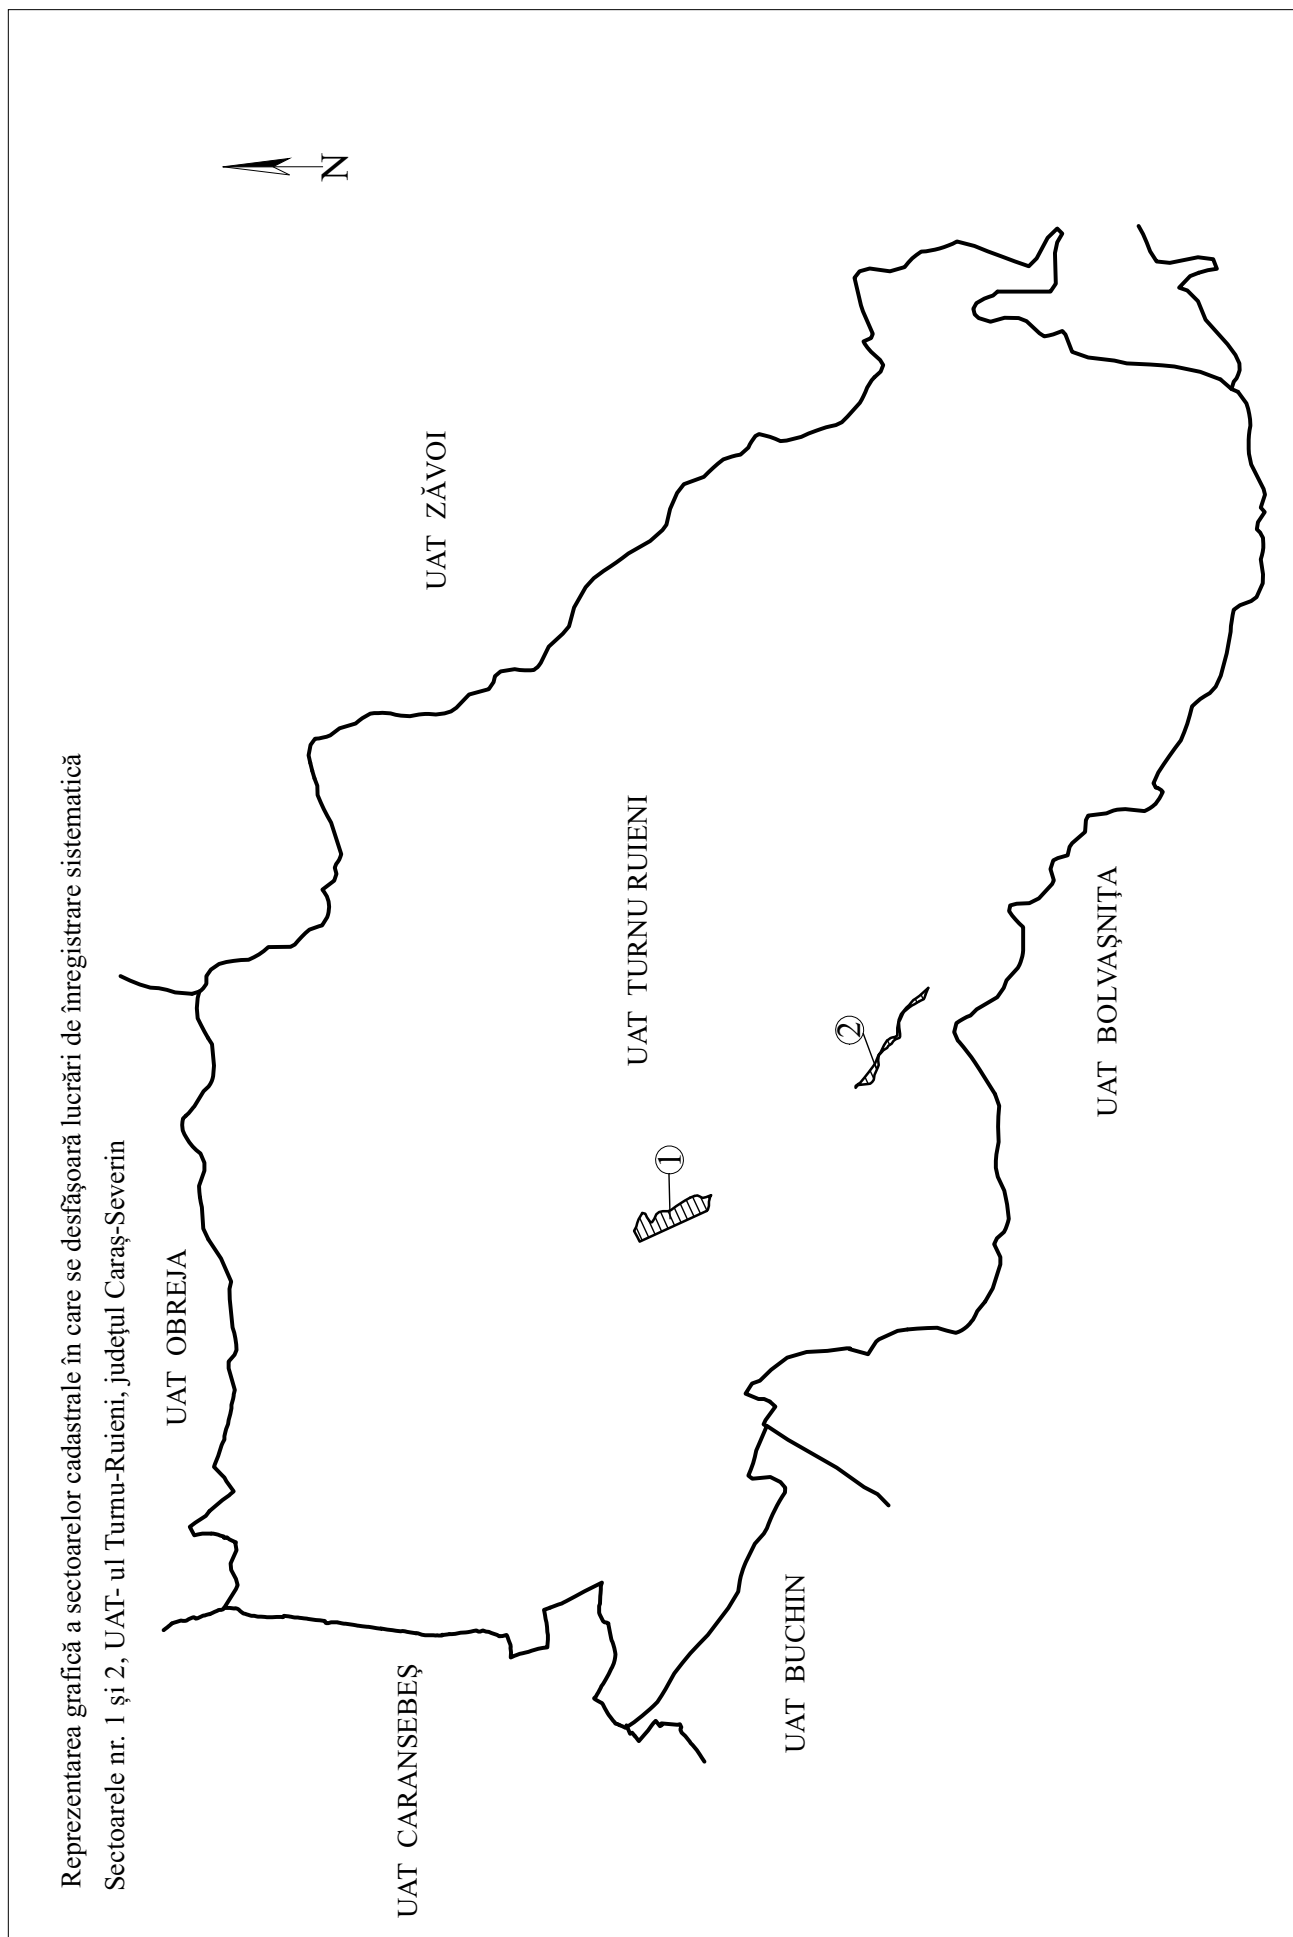 Reprezentarea grafică a sectoarelor cadastrale în care se desfășoară lucrări de înregistrare sistematică
Sectoarele nr. 1 și 2, UAT- ul Turnu-Ruieni, județul Caraș-Severin
N
UAT OBREJA
UAT ZĂVOI
UAT CARANSEBEȘ
UAT TURNU RUIENI
1
2
UAT BUCHIN
UAT BOLVAȘNIȚA